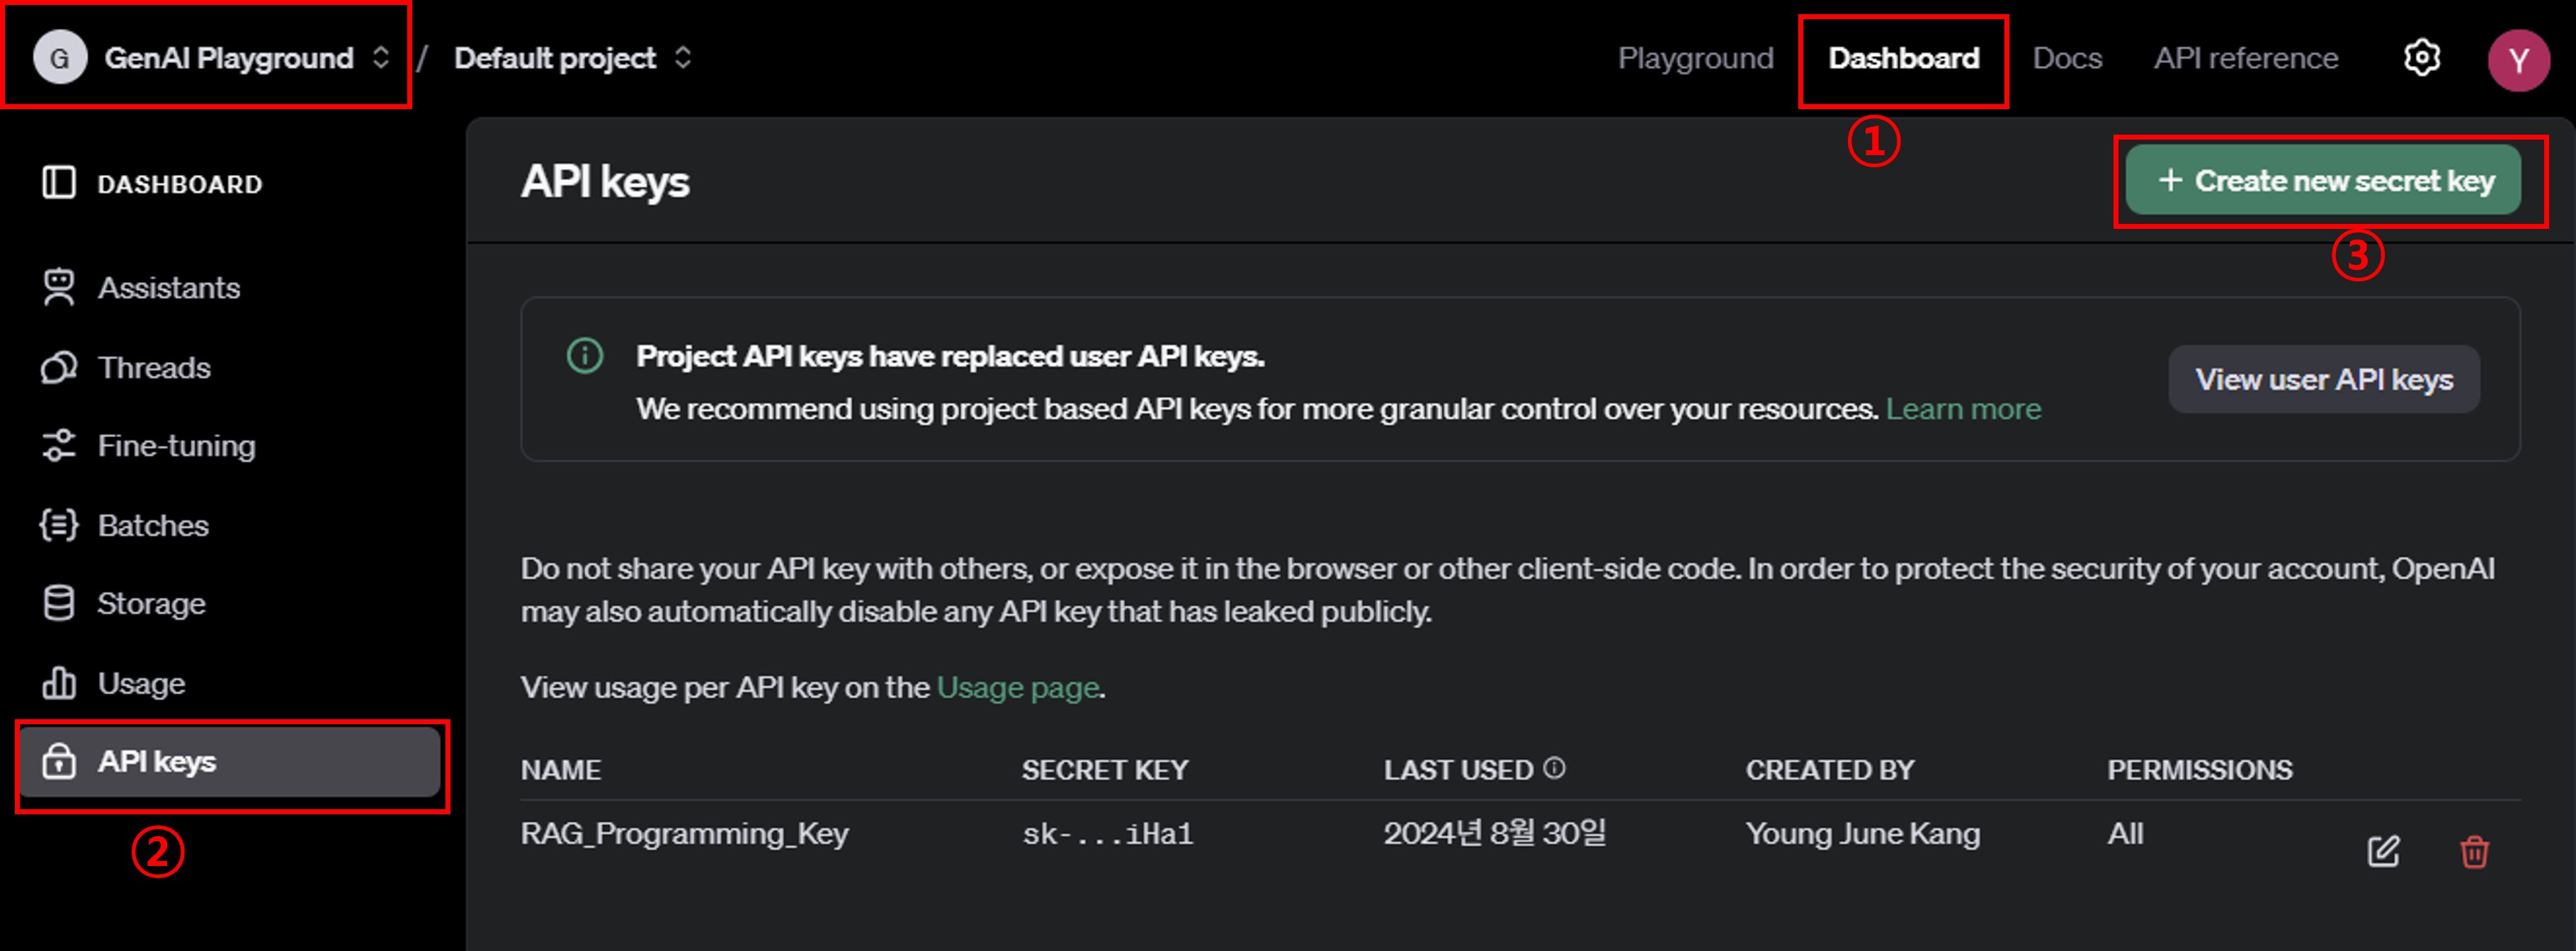 G GenAI Playground / Default project Playground Dashboard Docs API reference Y
①
DASHBOARD
Assistants
Threads
Fine-tuning
Batches
Storage
Usage
API keys
②
API keys
+ Create new secret key
③
Project API keys have replaced user API keys.
We recommend using project based API keys for more granular control over your resources. Learn more
View user API keys
Do not share your API key with others, or expose it in the browser or other client-side code. In order to protect the security of your account, OpenAI
may also automatically disable any API key that has leaked publicly.
View usage per API key on the Usage page.
NAME SECRET KEY LAST USED CREATED BY PERMISSIONS
RAG_Programming_Key sk-...iHa1 2024년 8월 30일 Young June Kang All